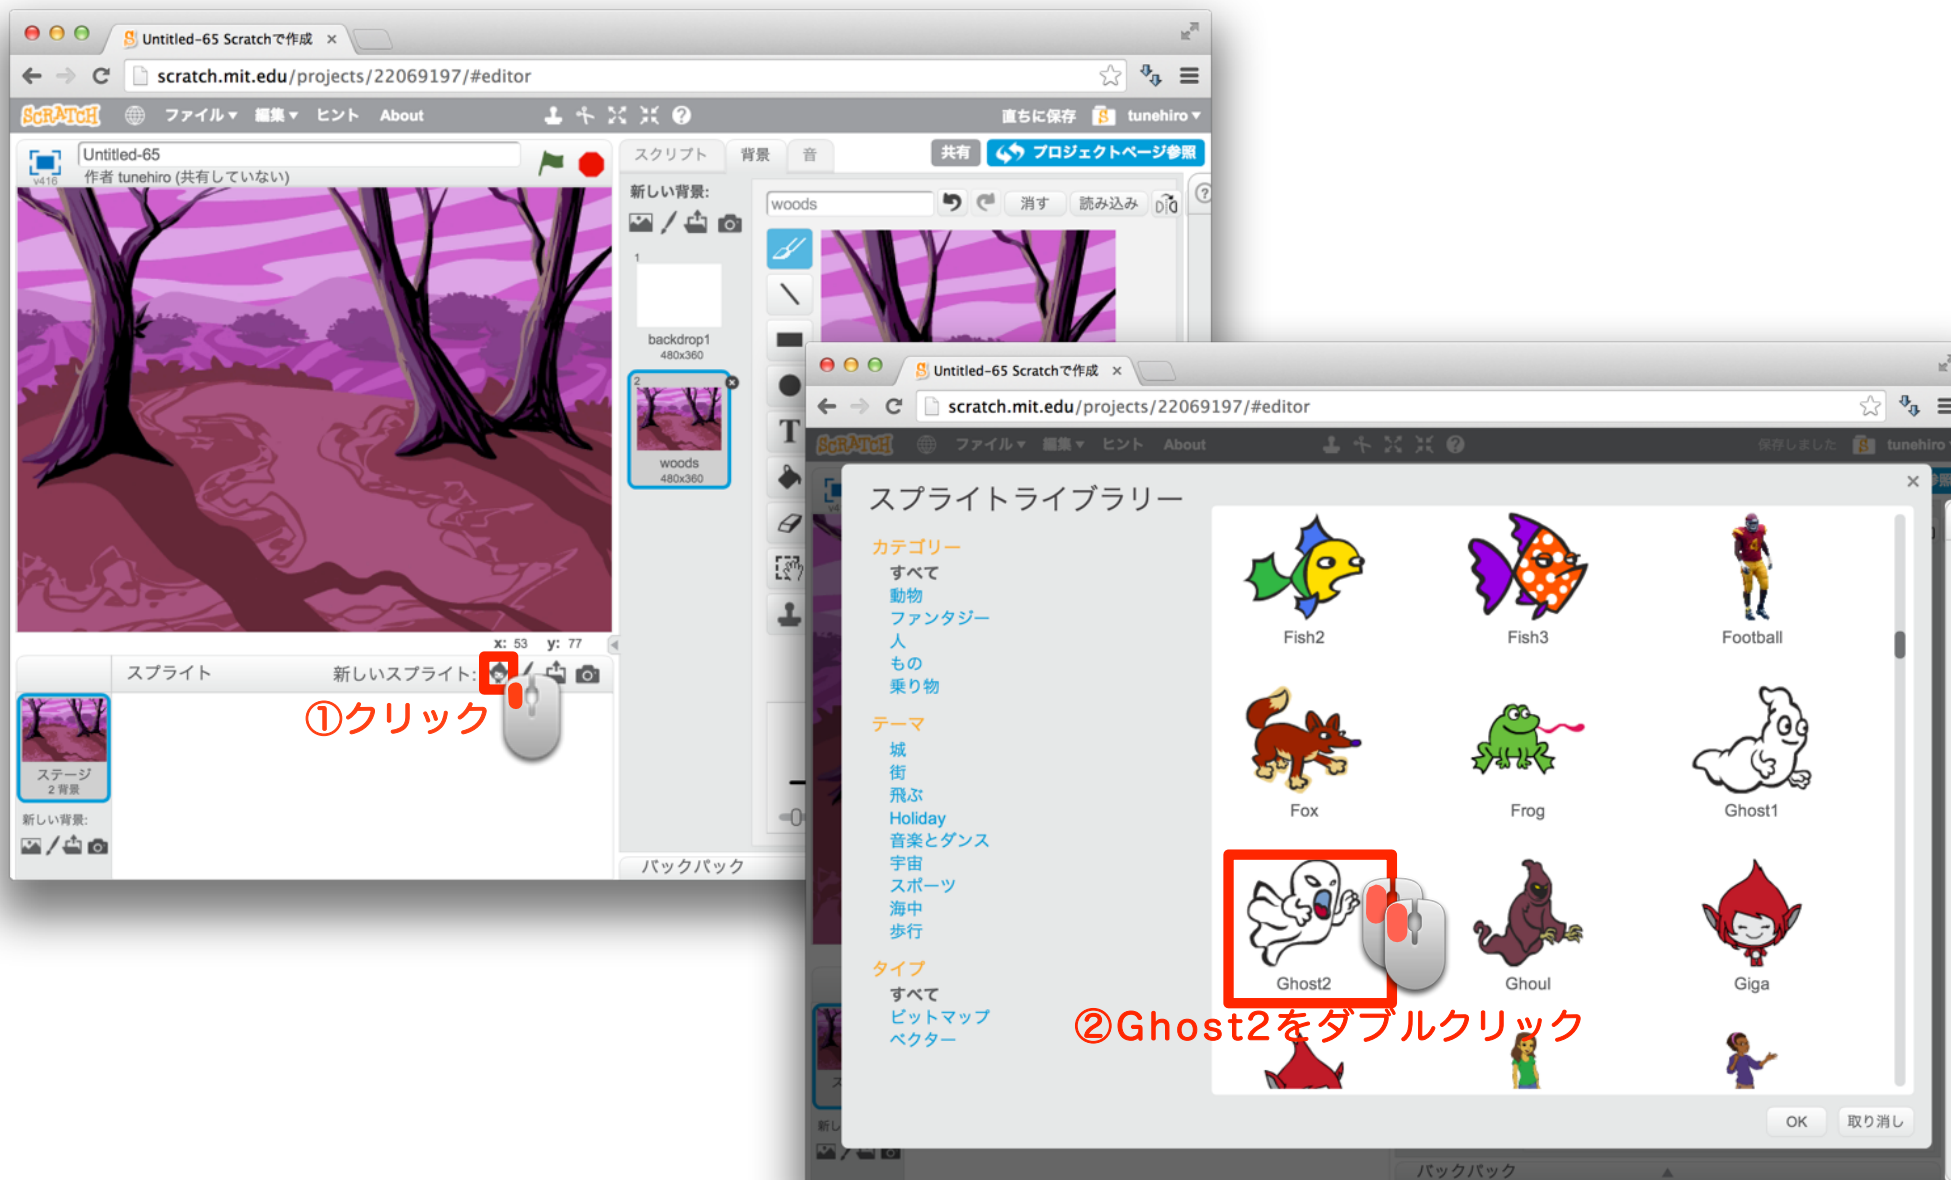 Untitled-65 Scratchで作成
scratch.mit.edu/projects/22069197/#editor
SCRATCH ファイル 編集 ヒント About 直ちに保存 tunehiro
Untitled-65
作者 tunehiro (共有していない)
v416
スクリプト 背景 音 共有 プロジェクトページ参照
新しい背景:
woods 消す 読み込み
1
backdrop1
480x360
2
woods
480x360
T
x: 53 y: 77
スプライト 新しいスプライト:
①クリック
ステージ
2 背景
新しい背景:
バックパック
Untitled-65 Scratchで作成
scratch.mit.edu/projects/22069197/#editor
SCRATCH ファイル 編集 ヒント About 保存しました tunehiro
スプライトライブラリー
カテゴリー
すべて
動物
ファンタジー
人
もの
乗り物
テーマ
城
街
飛ぶ
Holiday
音楽とダンス
宇宙
スポーツ
海中
歩行
タイプ
すべて
ビットマップ
ベクター
Fish2 Fish3 Football
Fox Frog Ghost1
Ghost2 Ghoul Giga
②Ghost2をダブルクリック
OK 取り消し
バックパック